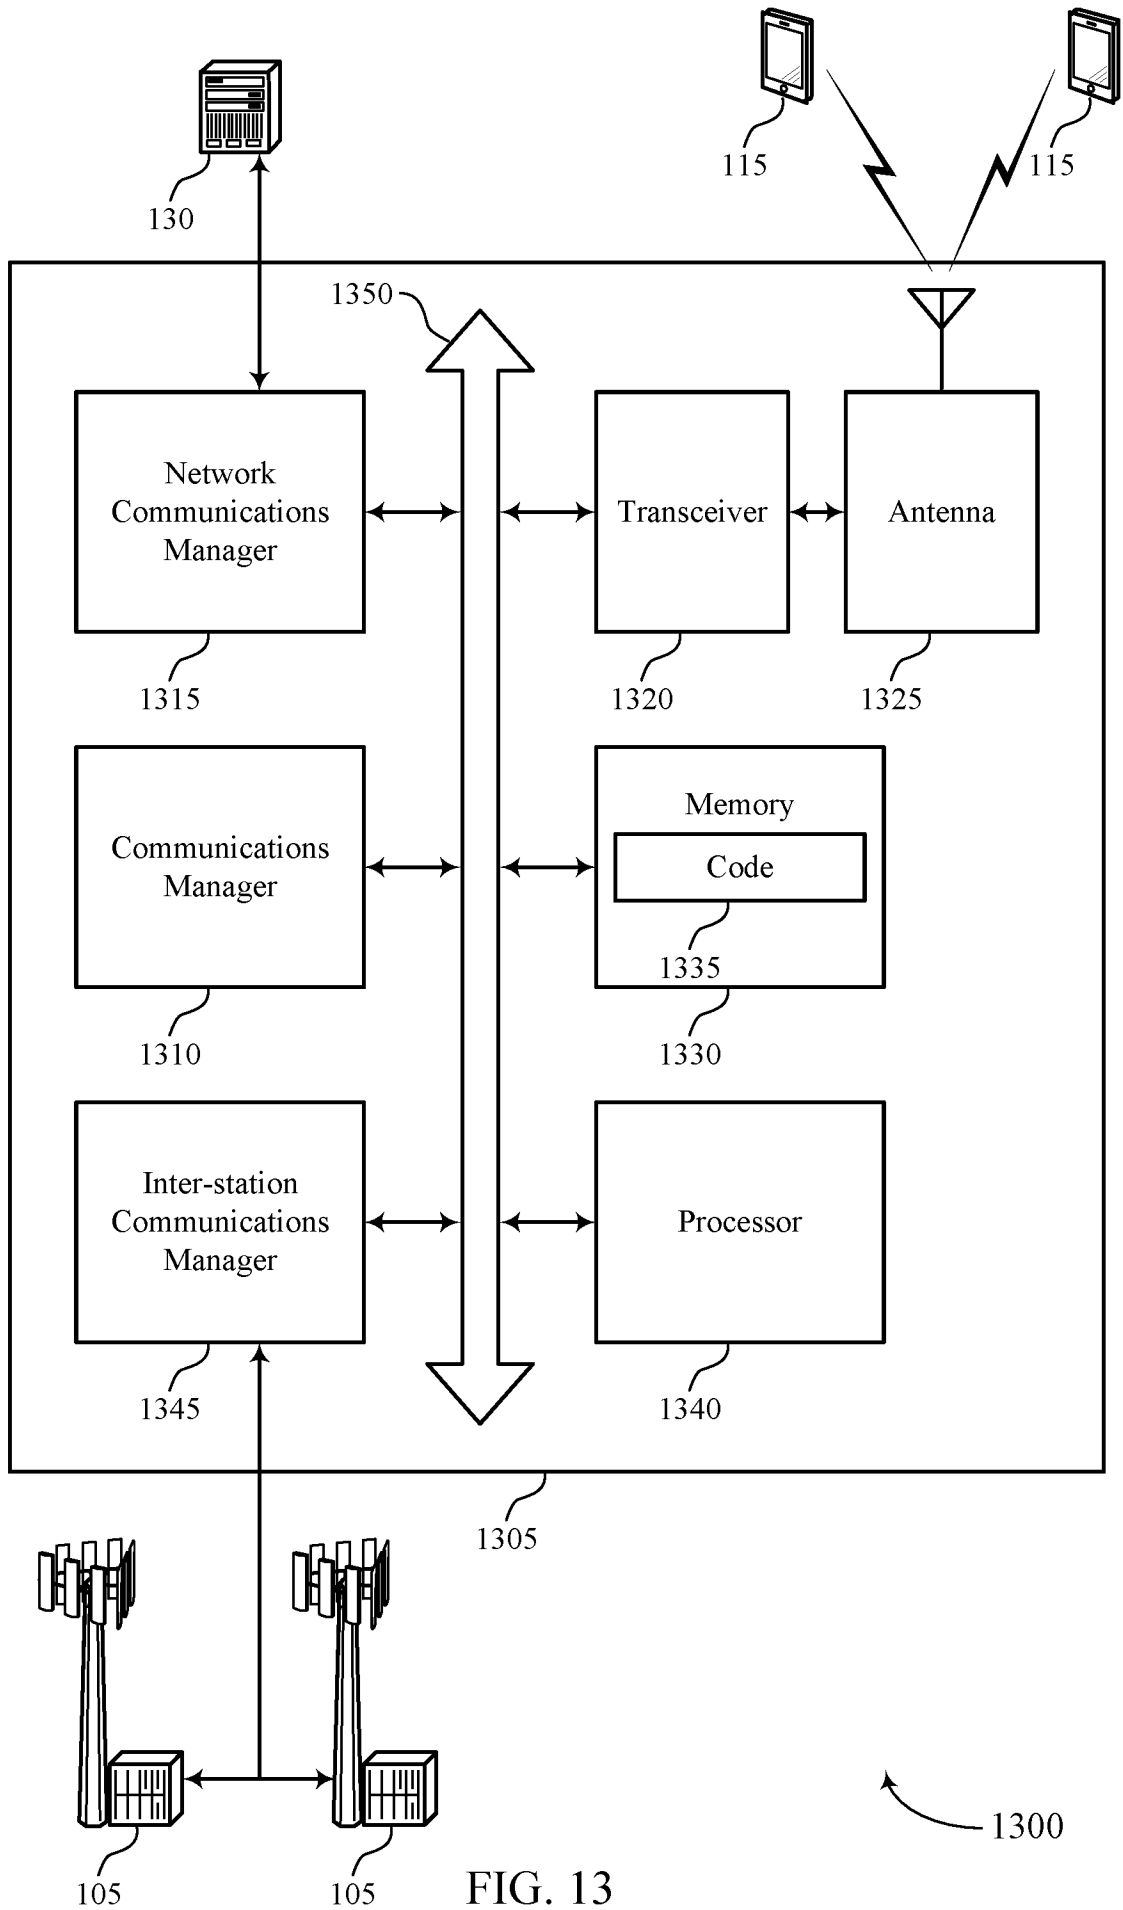 115
115
130
1350
Network
Communications
Manager
Transceiver
Antenna
1315
1320
1325
Communications
Manager
Memory
Code
1335
1310
1330
Inter-station
Communications
Manager
Processor
1345
1340
1305
1300
105
105
FIG. 13